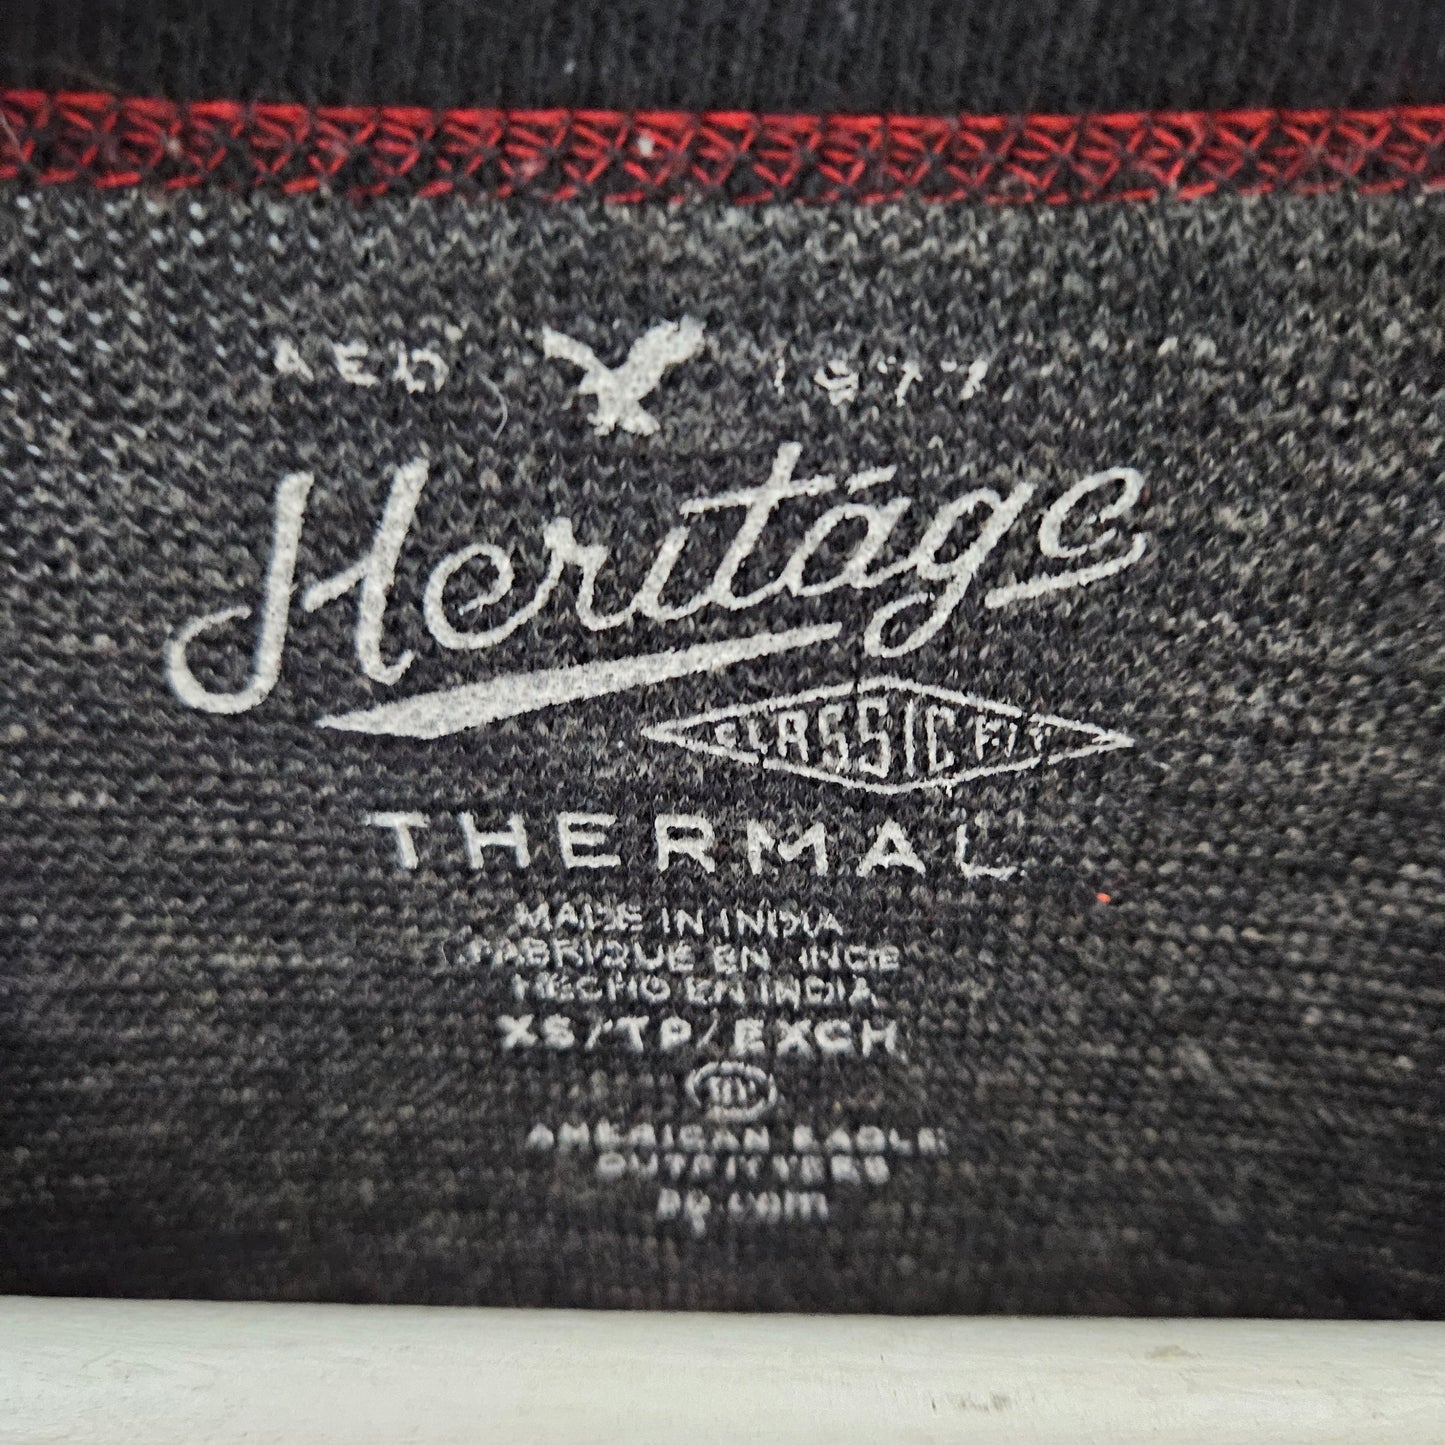 AEO 1977
Heritage
CLASSIC FIT
THERMAL
MADE IN INDIA
FABRIQUÉ EN INDE
HECHO EN INDIA
XS/TP/EXCH
AMERICAN EAGLE
OUTFITTERS
ae.com